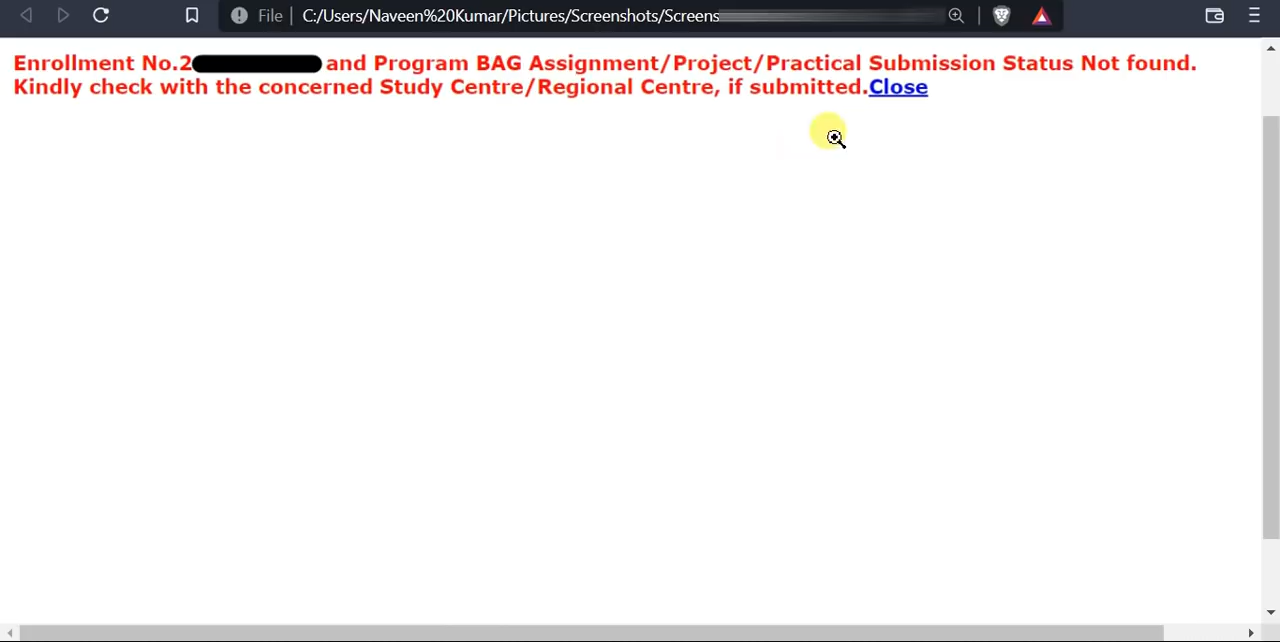 File C:/Users/Naveen%20Kumar/Pictures/Screenshots/Screens
Enrollment No.2 and Program BAG Assignment/Project/Practical Submission Status Not found.
Kindly check with the concerned Study Centre/Regional Centre, if submitted.Close